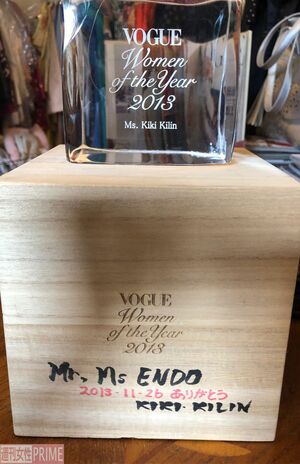 VOGUE
Women
of the Year
2013
Ms. Kiki Kilin
VOGUE
Women
of the Year
2013
Mr, Ms ENDO
2013-11-26 ありがとう
KIKI-KILIN
週刊女性PRIME